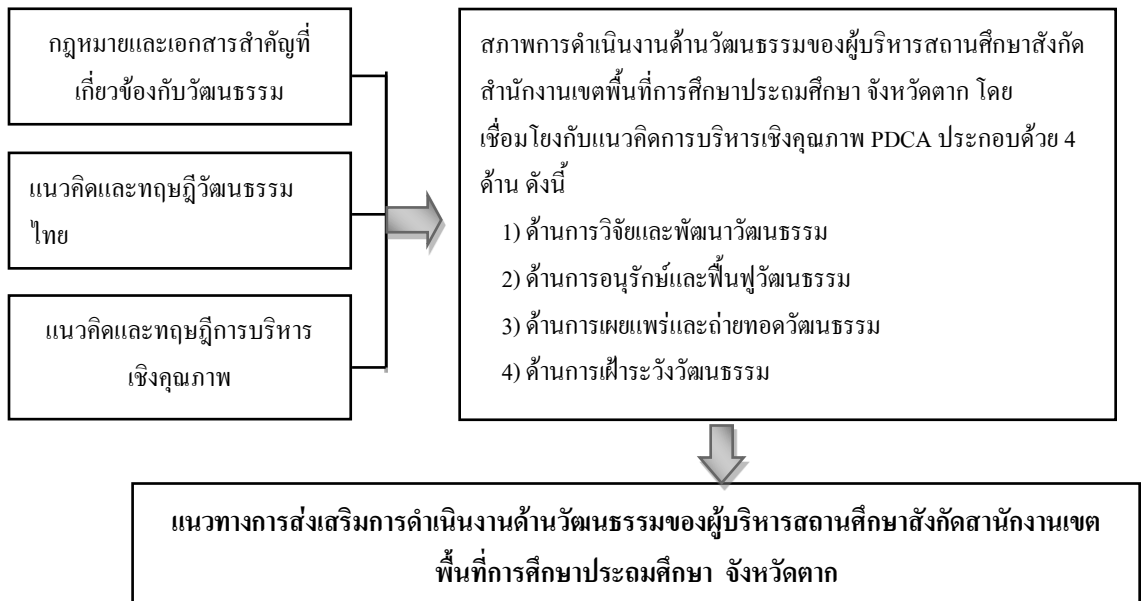 กฎหมายและเอกสารสำคัญที่
เกี่ยวข้องกับวัฒนธรรม
แนวคิดและทฤษฎีวัฒนธรรม
ไทย
แนวคิดและทฤษฎีการบริหาร
เชิงคุณภาพ
สภาพการดำเนินงานด้านวัฒนธรรมของผู้บริหารสถานศึกษาสังกัด
สำนักงานเขตพื้นที่การศึกษาประถมศึกษา จังหวัดตาก โดย
เชื่อมโยงกับแนวคิดการบริหารเชิงคุณภาพ PDCA ประกอบด้วย 4
ด้าน ดังนี้
1) ด้านการวิจัยและพัฒนาวัฒนธรรม
2) ด้านการอนุรักษ์และฟื้นฟูวัฒนธรรม
3) ด้านการเผยแพร่และถ่ายทอดวัฒนธรรม
4) ด้านการเฝ้าระวังวัฒนธรรม
แนวทางการส่งเสริมการดำเนินงานด้านวัฒนธรรมของผู้บริหารสถานศึกษาสังกัดสานักงานเขต
พื้นที่การศึกษาประถมศึกษา จังหวัดตาก